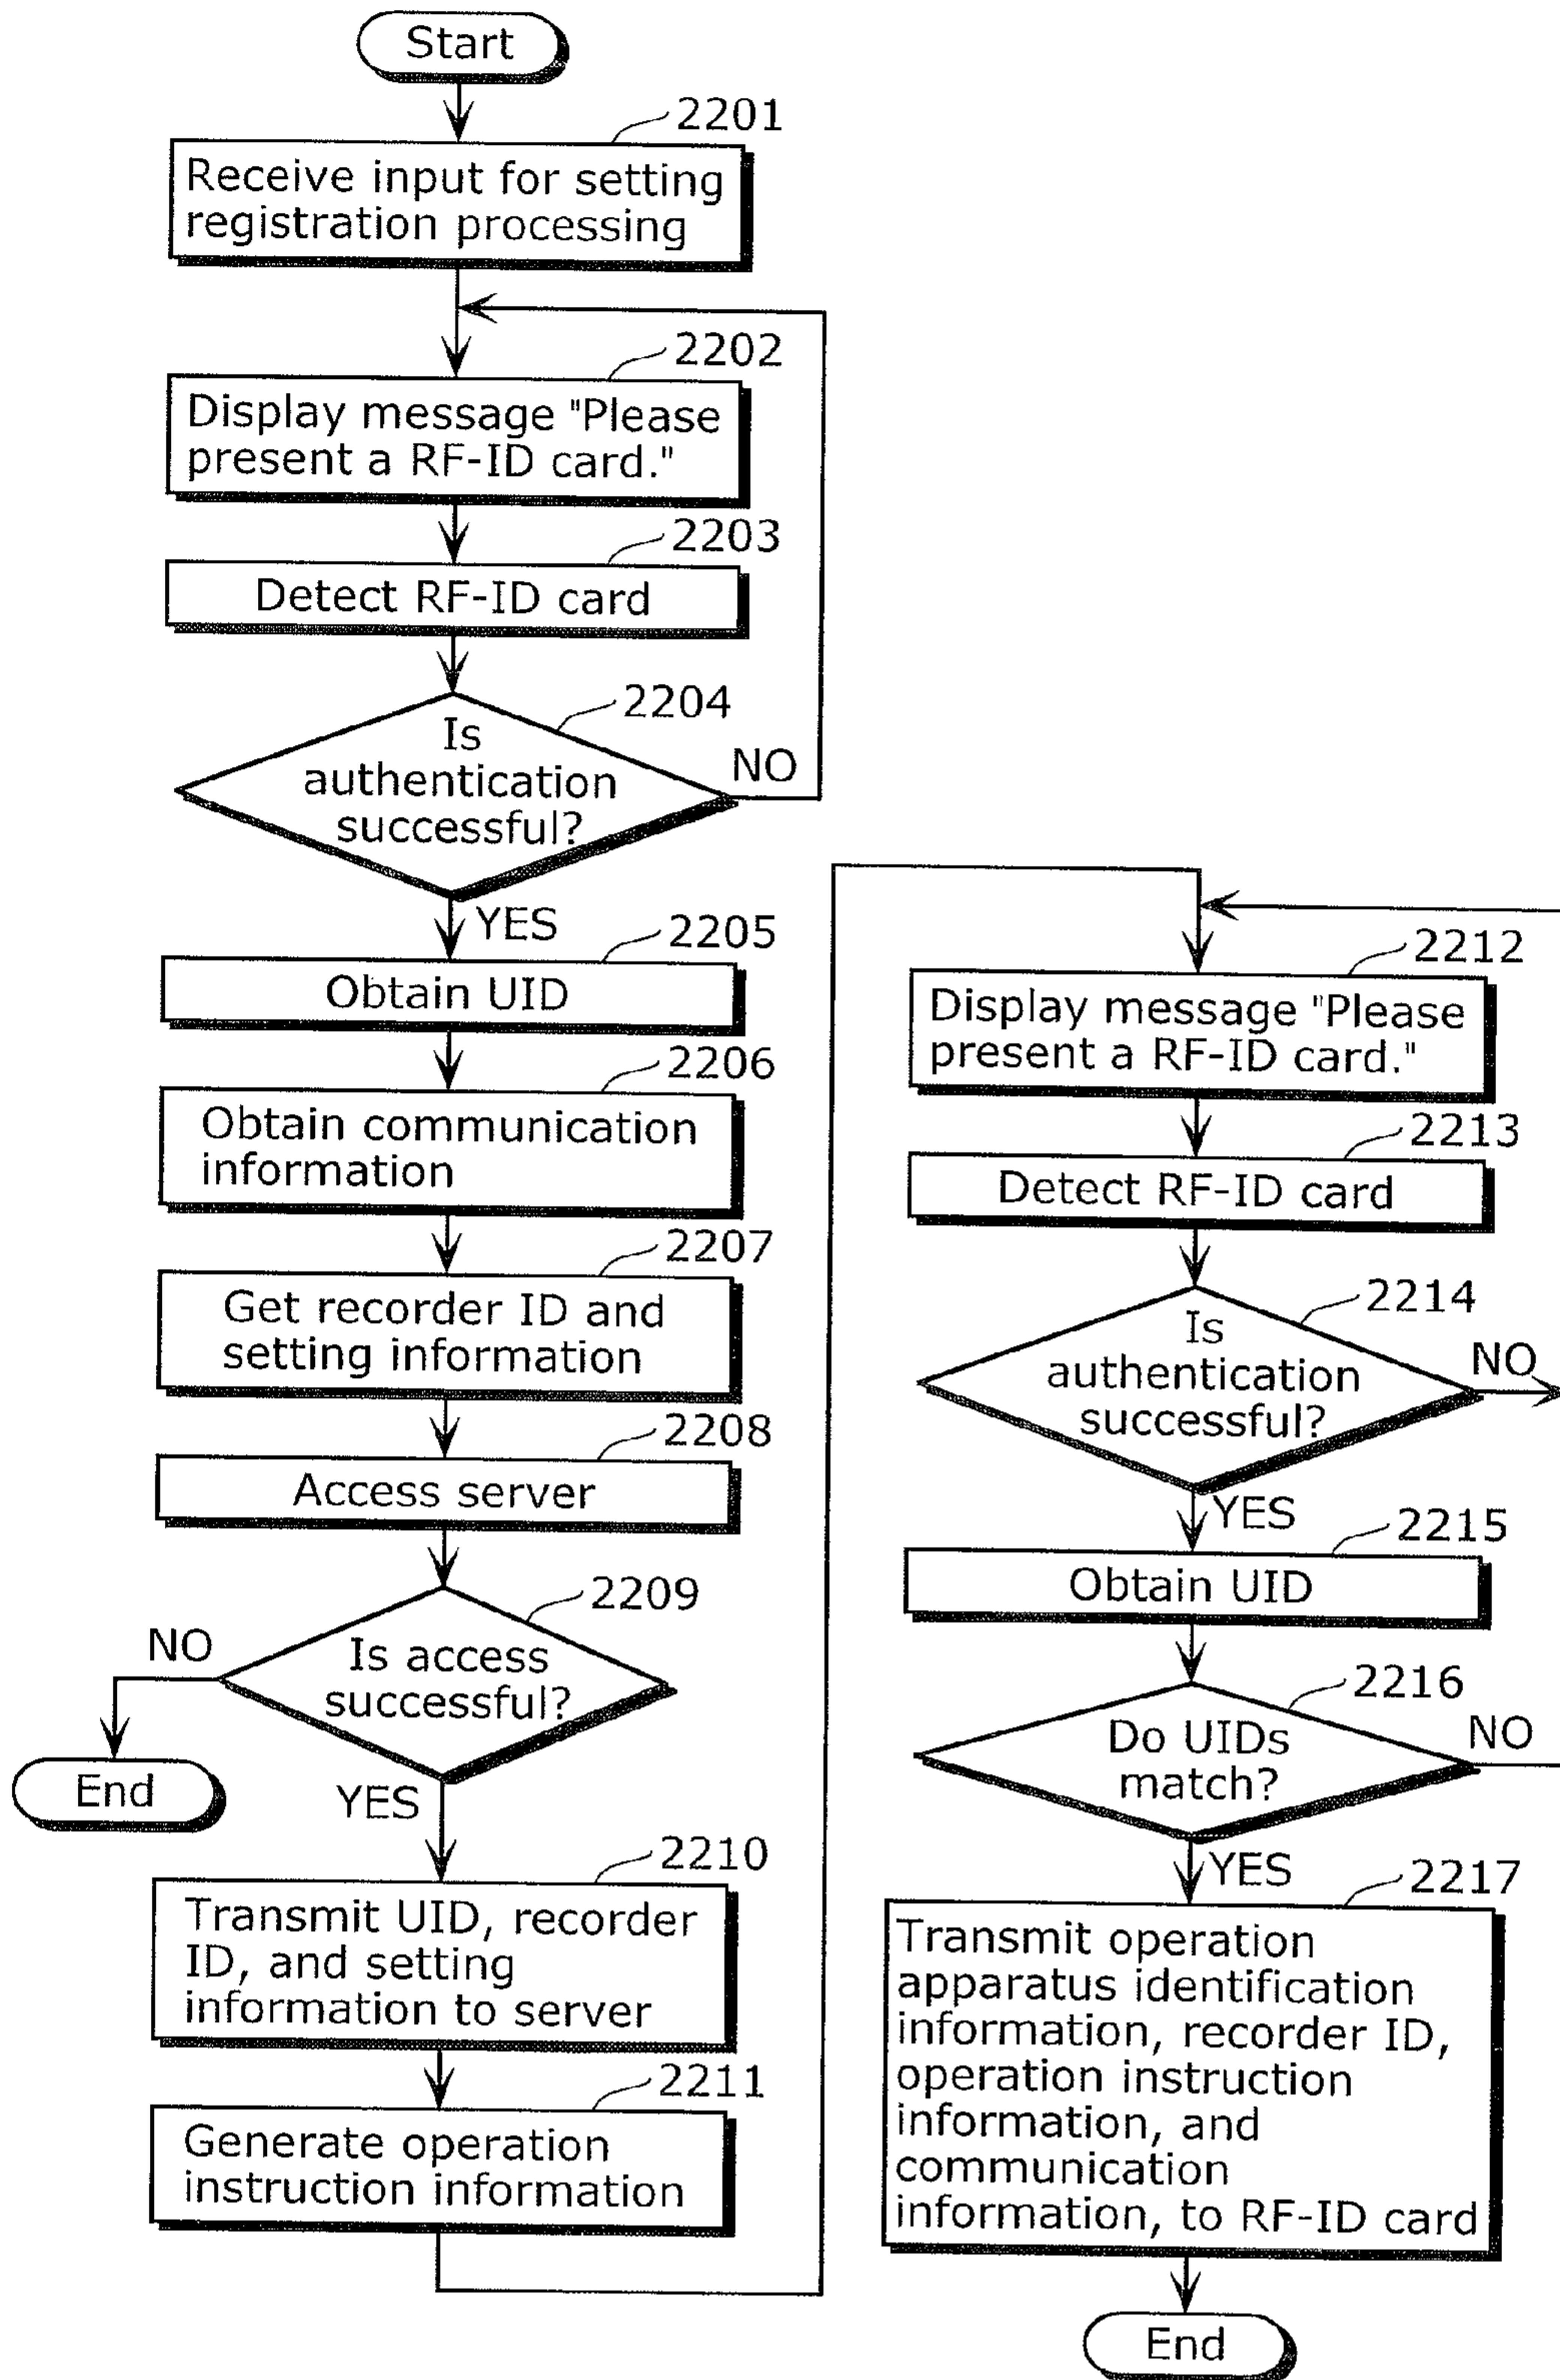 Start
2201
Receive input for setting
registration processing
2202
Display message "Please
present a RF-ID card."
2203
Detect RF-ID card
2204
Is
authentication
successful?
NO
YES
2205
Obtain UID
2206
Obtain communication
information
2207
Get recorder ID and
setting information
2208
Access server
2209
Is access
successful?
NO
End
YES
2210
Transmit UID, recorder
ID, and setting
information to server
2211
Generate operation
instruction information
2212
Display message "Please
present a RF-ID card."
2213
Detect RF-ID card
2214
Is
authentication
successful?
NO
YES
2215
Obtain UID
2216
Do UIDs
match?
NO
YES
2217
Transmit operation
apparatus identification
information, recorder ID,
operation instruction
information, and
communication
information, to RF-ID card
End